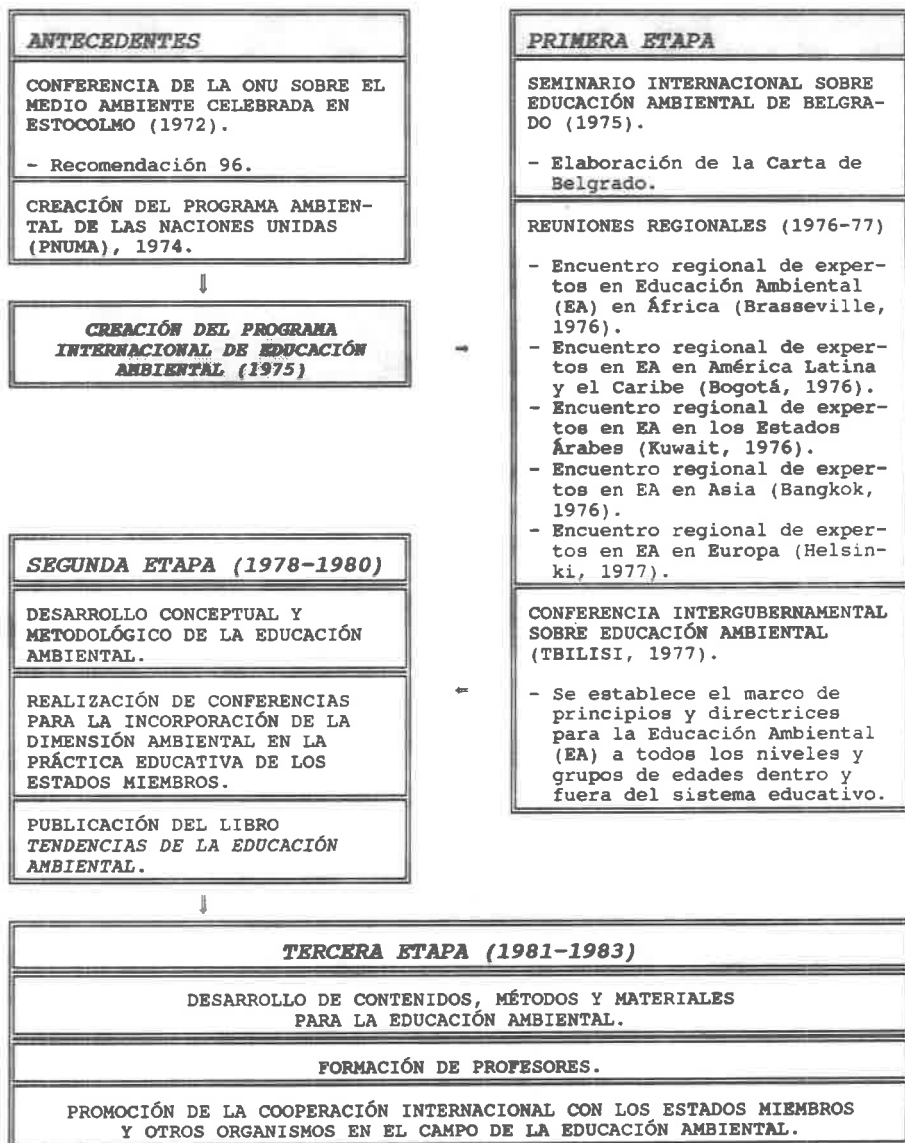 ANTECEDENTES
CONFERENCIA DE LA ONU SOBRE EL
MEDIO AMBIENTE CELEBRADA EN
ESTOCOLMO (1972).
- Recomendación 96.
CREACIÓN DEL PROGRAMA AMBIEN-
TAL DE LAS NACIONES UNIDAS
(PNUMA), 1974.
⇓
CREACIÓN DEL PROGRAMA
INTERNACIONAL DE EDUCACIÓN
AMBIENTAL (1975)
→
PRIMERA ETAPA
SEMINARIO INTERNACIONAL SOBRE
EDUCACIÓN AMBIENTAL DE BELGRA-
DO (1975).
- Elaboración de la Carta de
Belgrado.
REUNIONES REGIONALES (1976-77)
- Encuentro regional de exper-
tos en Educación Ambiental
(EA) en África (Brasseville,
1976).
- Encuentro regional de exper-
tos en EA en América Latina
y el Caribe (Bogotá, 1976).
- Encuentro regional de exper-
tos en EA en los Estados
Árabes (Kuwait, 1976).
- Encuentro regional de exper-
tos en EA en Asia (Bangkok,
1976).
- Encuentro regional de exper-
tos en EA en Europa (Helsin-
ki, 1977).
CONFERENCIA INTERGUBERNAMENTAL
SOBRE EDUCACIÓN AMBIENTAL
(TBILISI, 1977).
- Se establece el marco de
principios y directrices
para la Educación Ambiental
(EA) a todos los niveles y
grupos de edades dentro y
fuera del sistema educativo.
⇐
SEGUNDA ETAPA (1978-1980)
DESARROLLO CONCEPTUAL Y
METODOLÓGICO DE LA EDUCACIÓN
AMBIENTAL.
REALIZACIÓN DE CONFERENCIAS
PARA LA INCORPORACIÓN DE LA
DIMENSIÓN AMBIENTAL EN LA
PRÁCTICA EDUCATIVA DE LOS
ESTADOS MIEMBROS.
PUBLICACIÓN DEL LIBRO
TENDENCIAS DE LA EDUCACIÓN
AMBIENTAL.
⇓
TERCERA ETAPA (1981-1983)
DESARROLLO DE CONTENIDOS, MÉTODOS Y MATERIALES
PARA LA EDUCACIÓN AMBIENTAL.
FORMACIÓN DE PROFESORES.
PROMOCIÓN DE LA COOPERACIÓN INTERNACIONAL CON LOS ESTADOS MIEMBROS
Y OTROS ORGANISMOS EN EL CAMPO DE LA EDUCACIÓN AMBIENTAL.